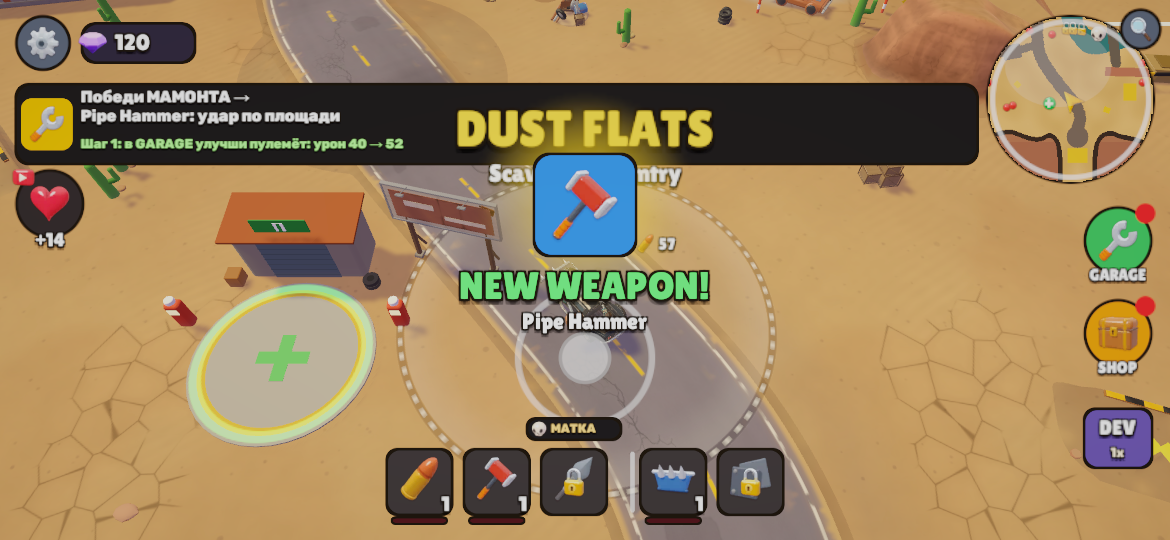 120
Победи МАМОНТА →
Pipe Hammer: удар по площади
Шаг 1: в GARAGE улучши пулемёт: урон 40 → 52
DUST FLATS
57
NEW WEAPON!
Pipe Hammer
+14
GARAGE
SHOP
DEV
1x
МАТКА
1
1
1